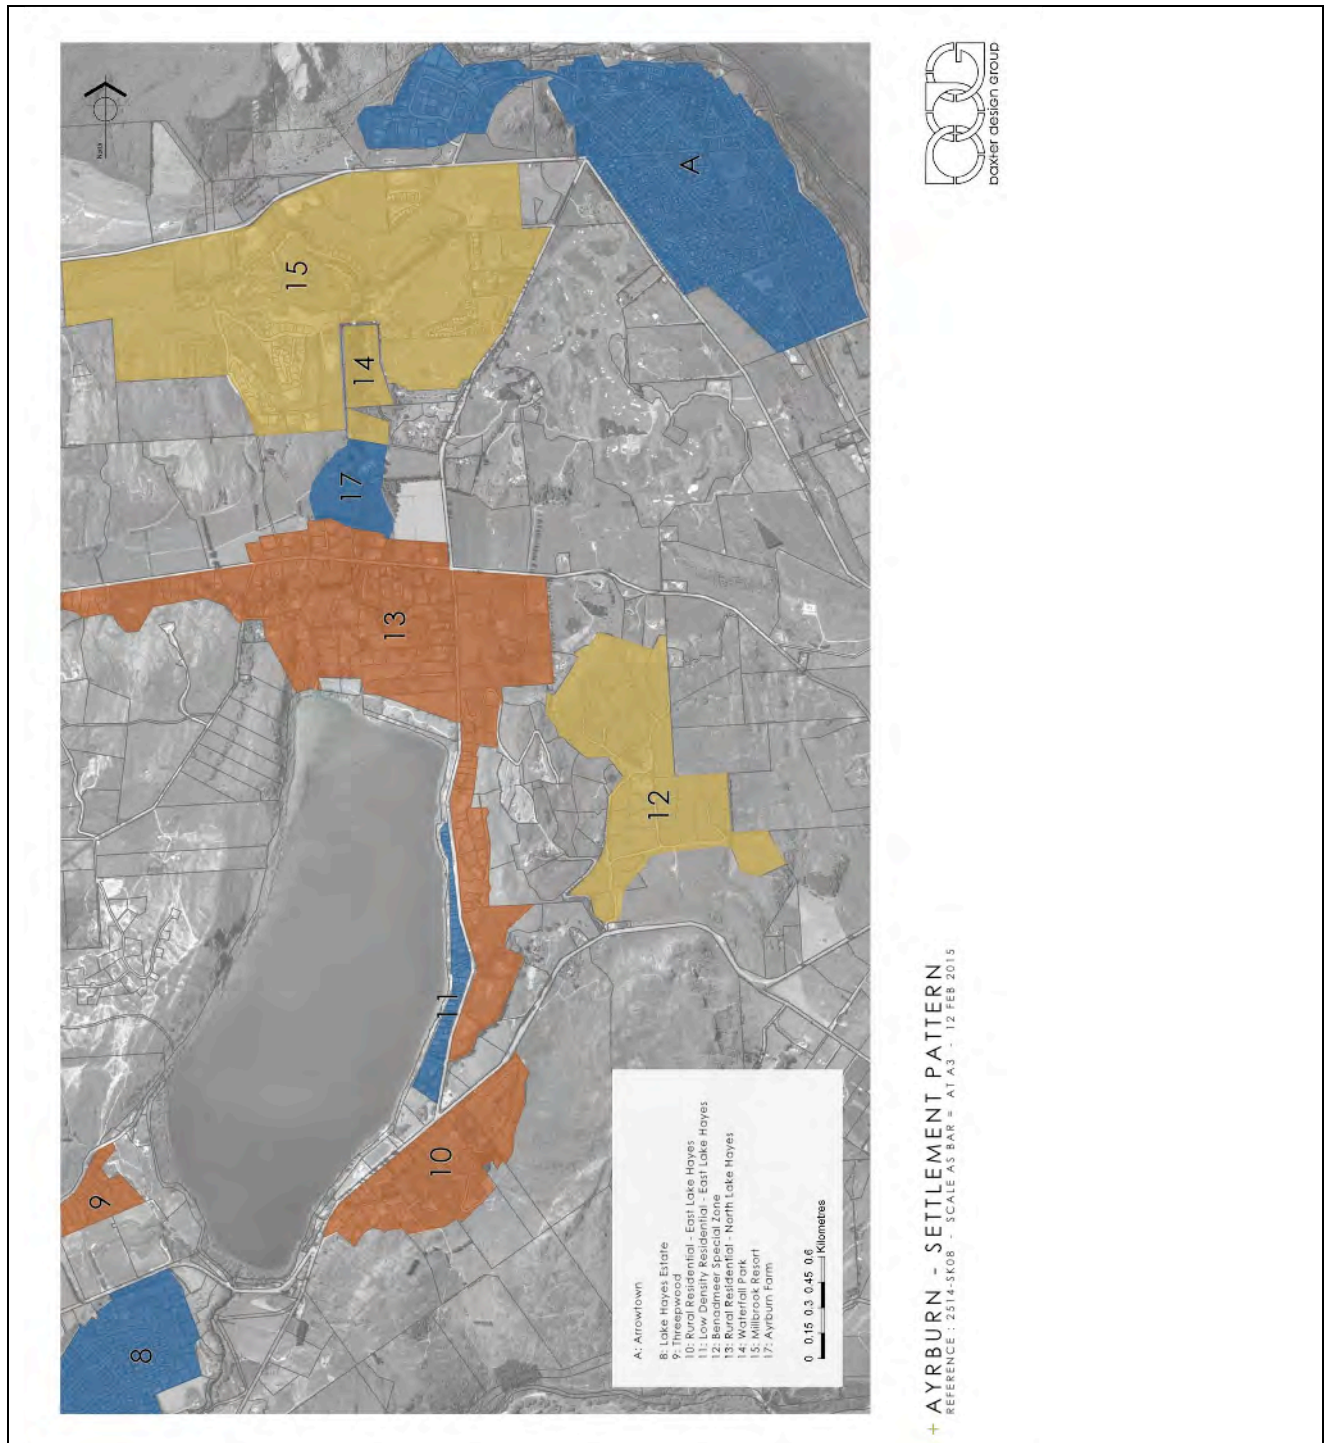 North
A
15
14
17
13
12
11
10
9
8
A: Arrowtown
8: Lake Hayes Estate
9: Threepwood
10: Rural Residential - East Lake Hayes
11: Low Density Residential - East Lake Hayes
12: Benadmeer Special Zone
13: Rural Residential - North Lake Hayes
14: Waterfall Park
15: Millbrook Resort
17: Ayrburn Farm
0 0.15 0.3 0.45 0.6
Kilometres
+ AYRBURN - SETTLEMENT PATTERN
REFERENCE : 2514-SK08 - SCALE AS BAR = AT A3 - 12 FEB 2015
baxter design group